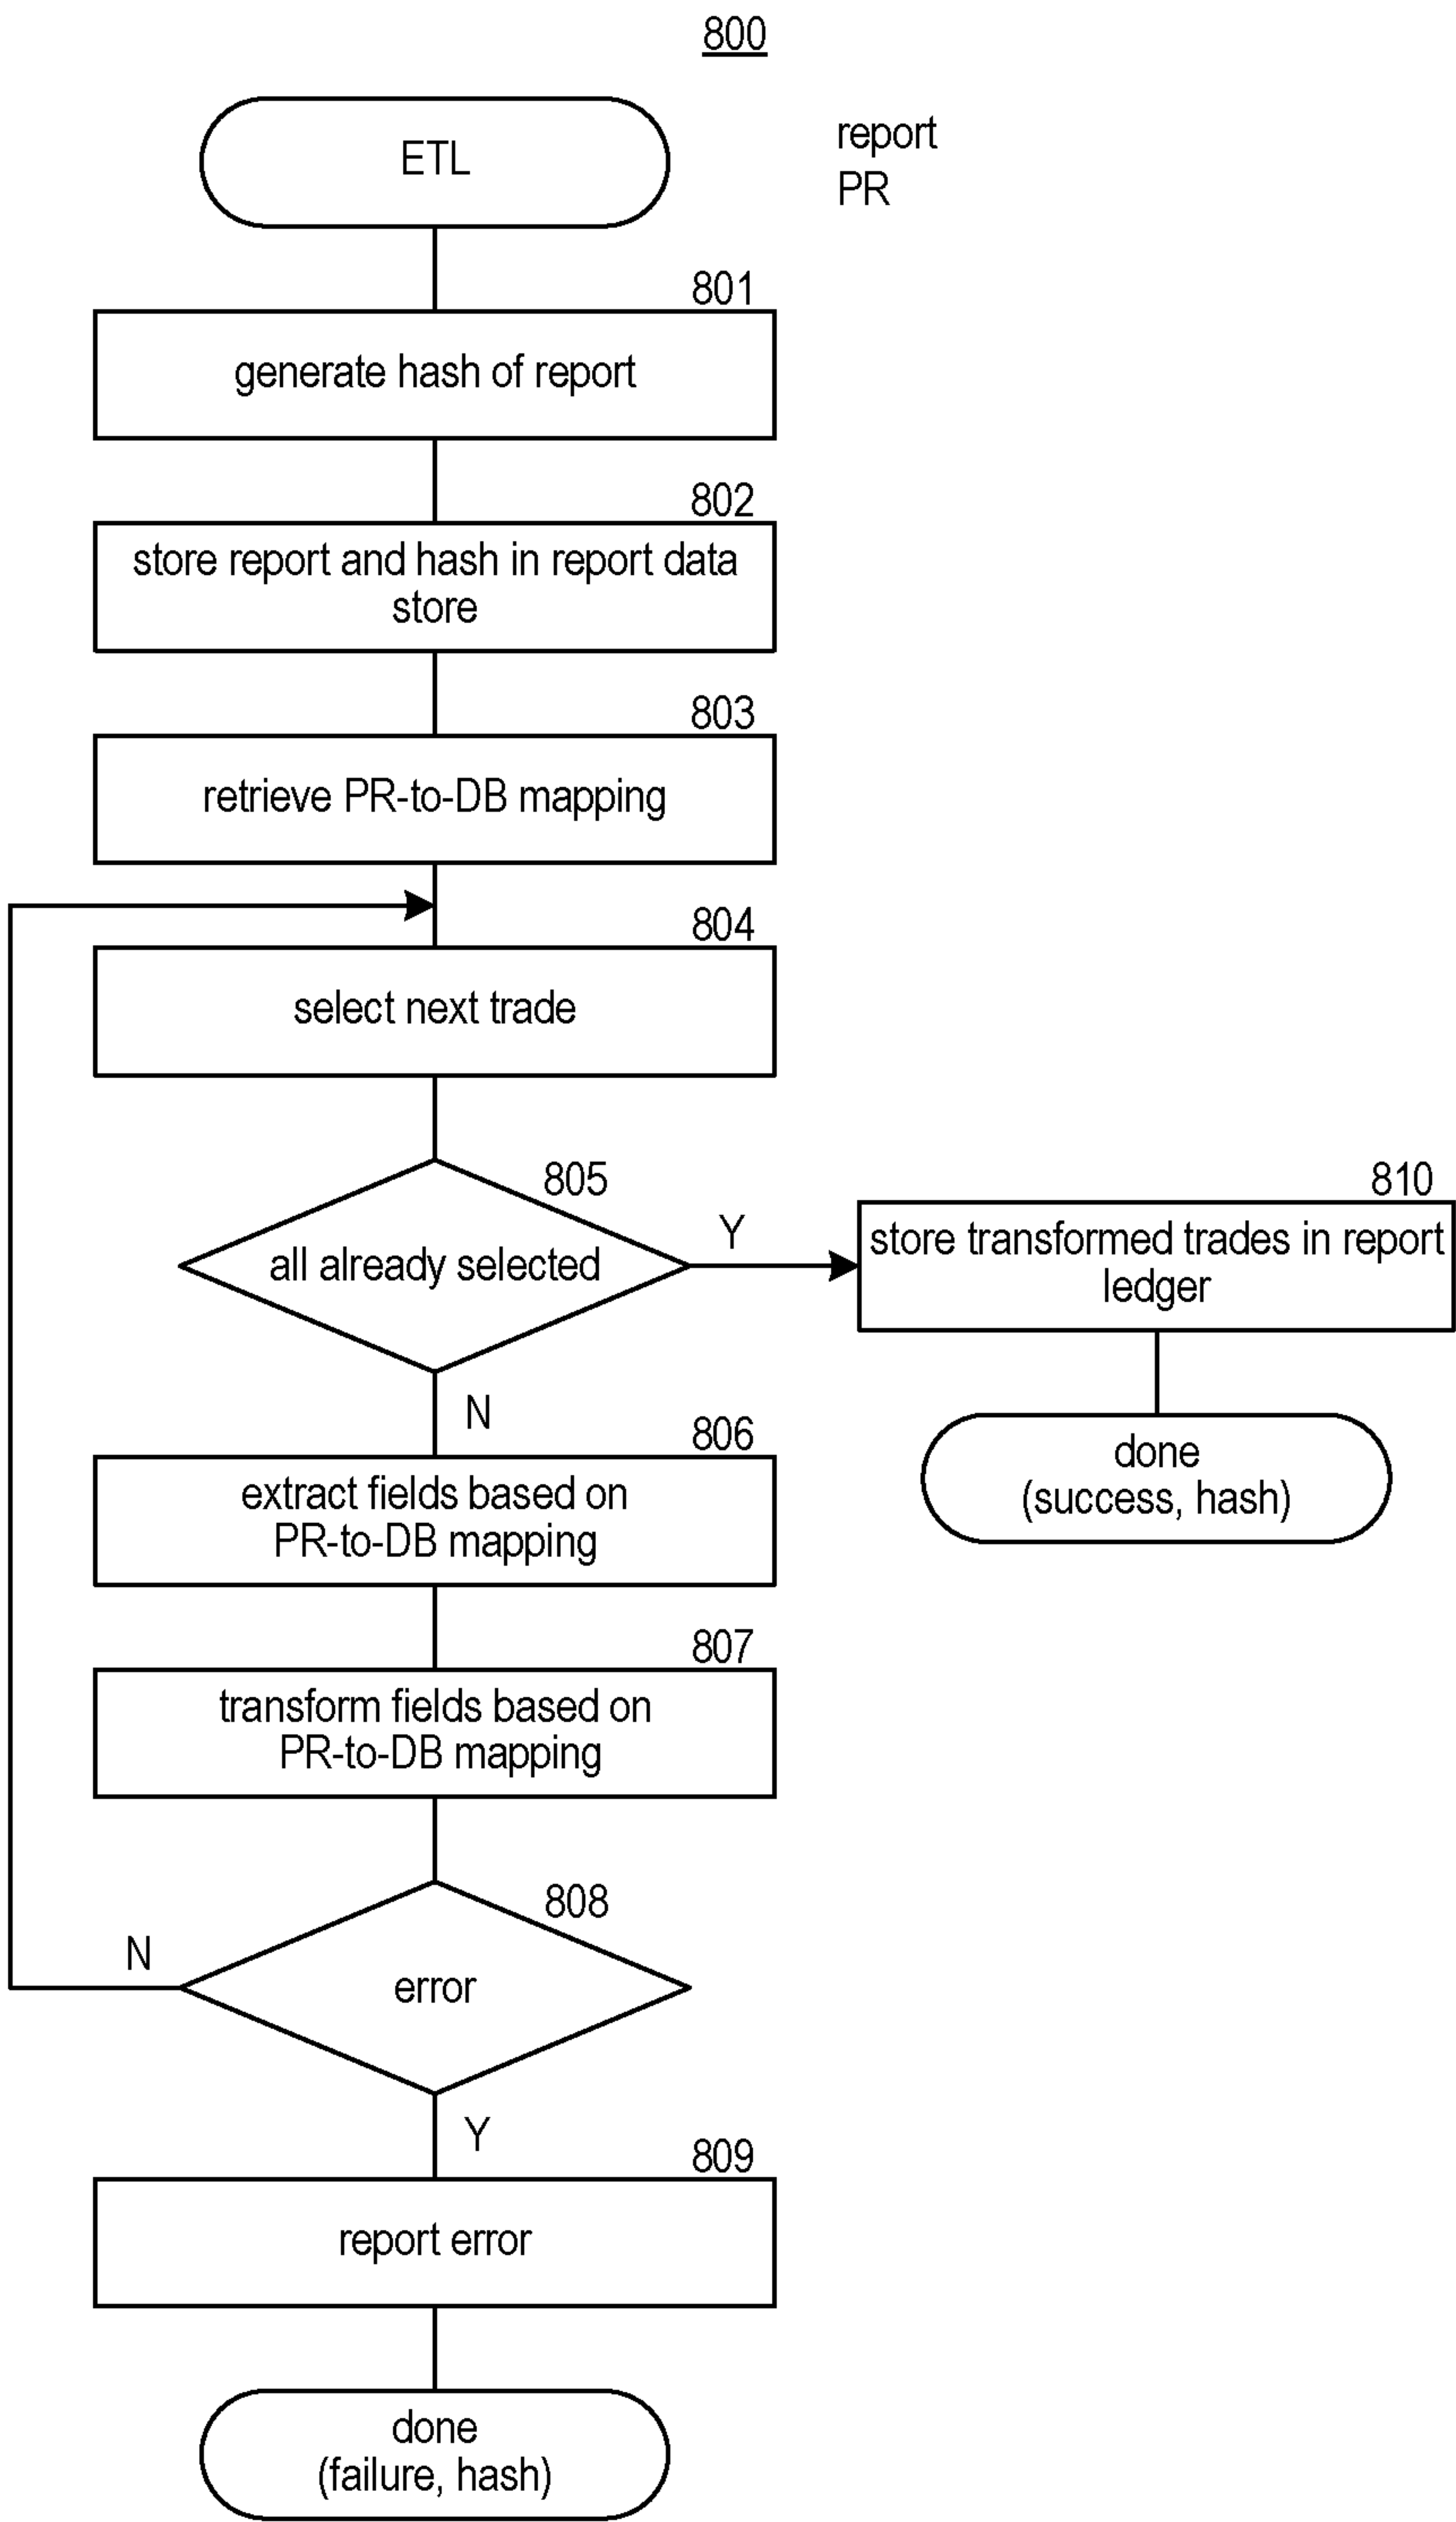 800
ETL
report
PR
801
generate hash of report
802
store report and hash in report data
store
803
retrieve PR-to-DB mapping
804
select next trade
805
all already selected
Y
810
store transformed trades in report
ledger
done
(success, hash)
N
806
extract fields based on
PR-to-DB mapping
807
transform fields based on
PR-to-DB mapping
808
error
N
Y
809
report error
done
(failure, hash)